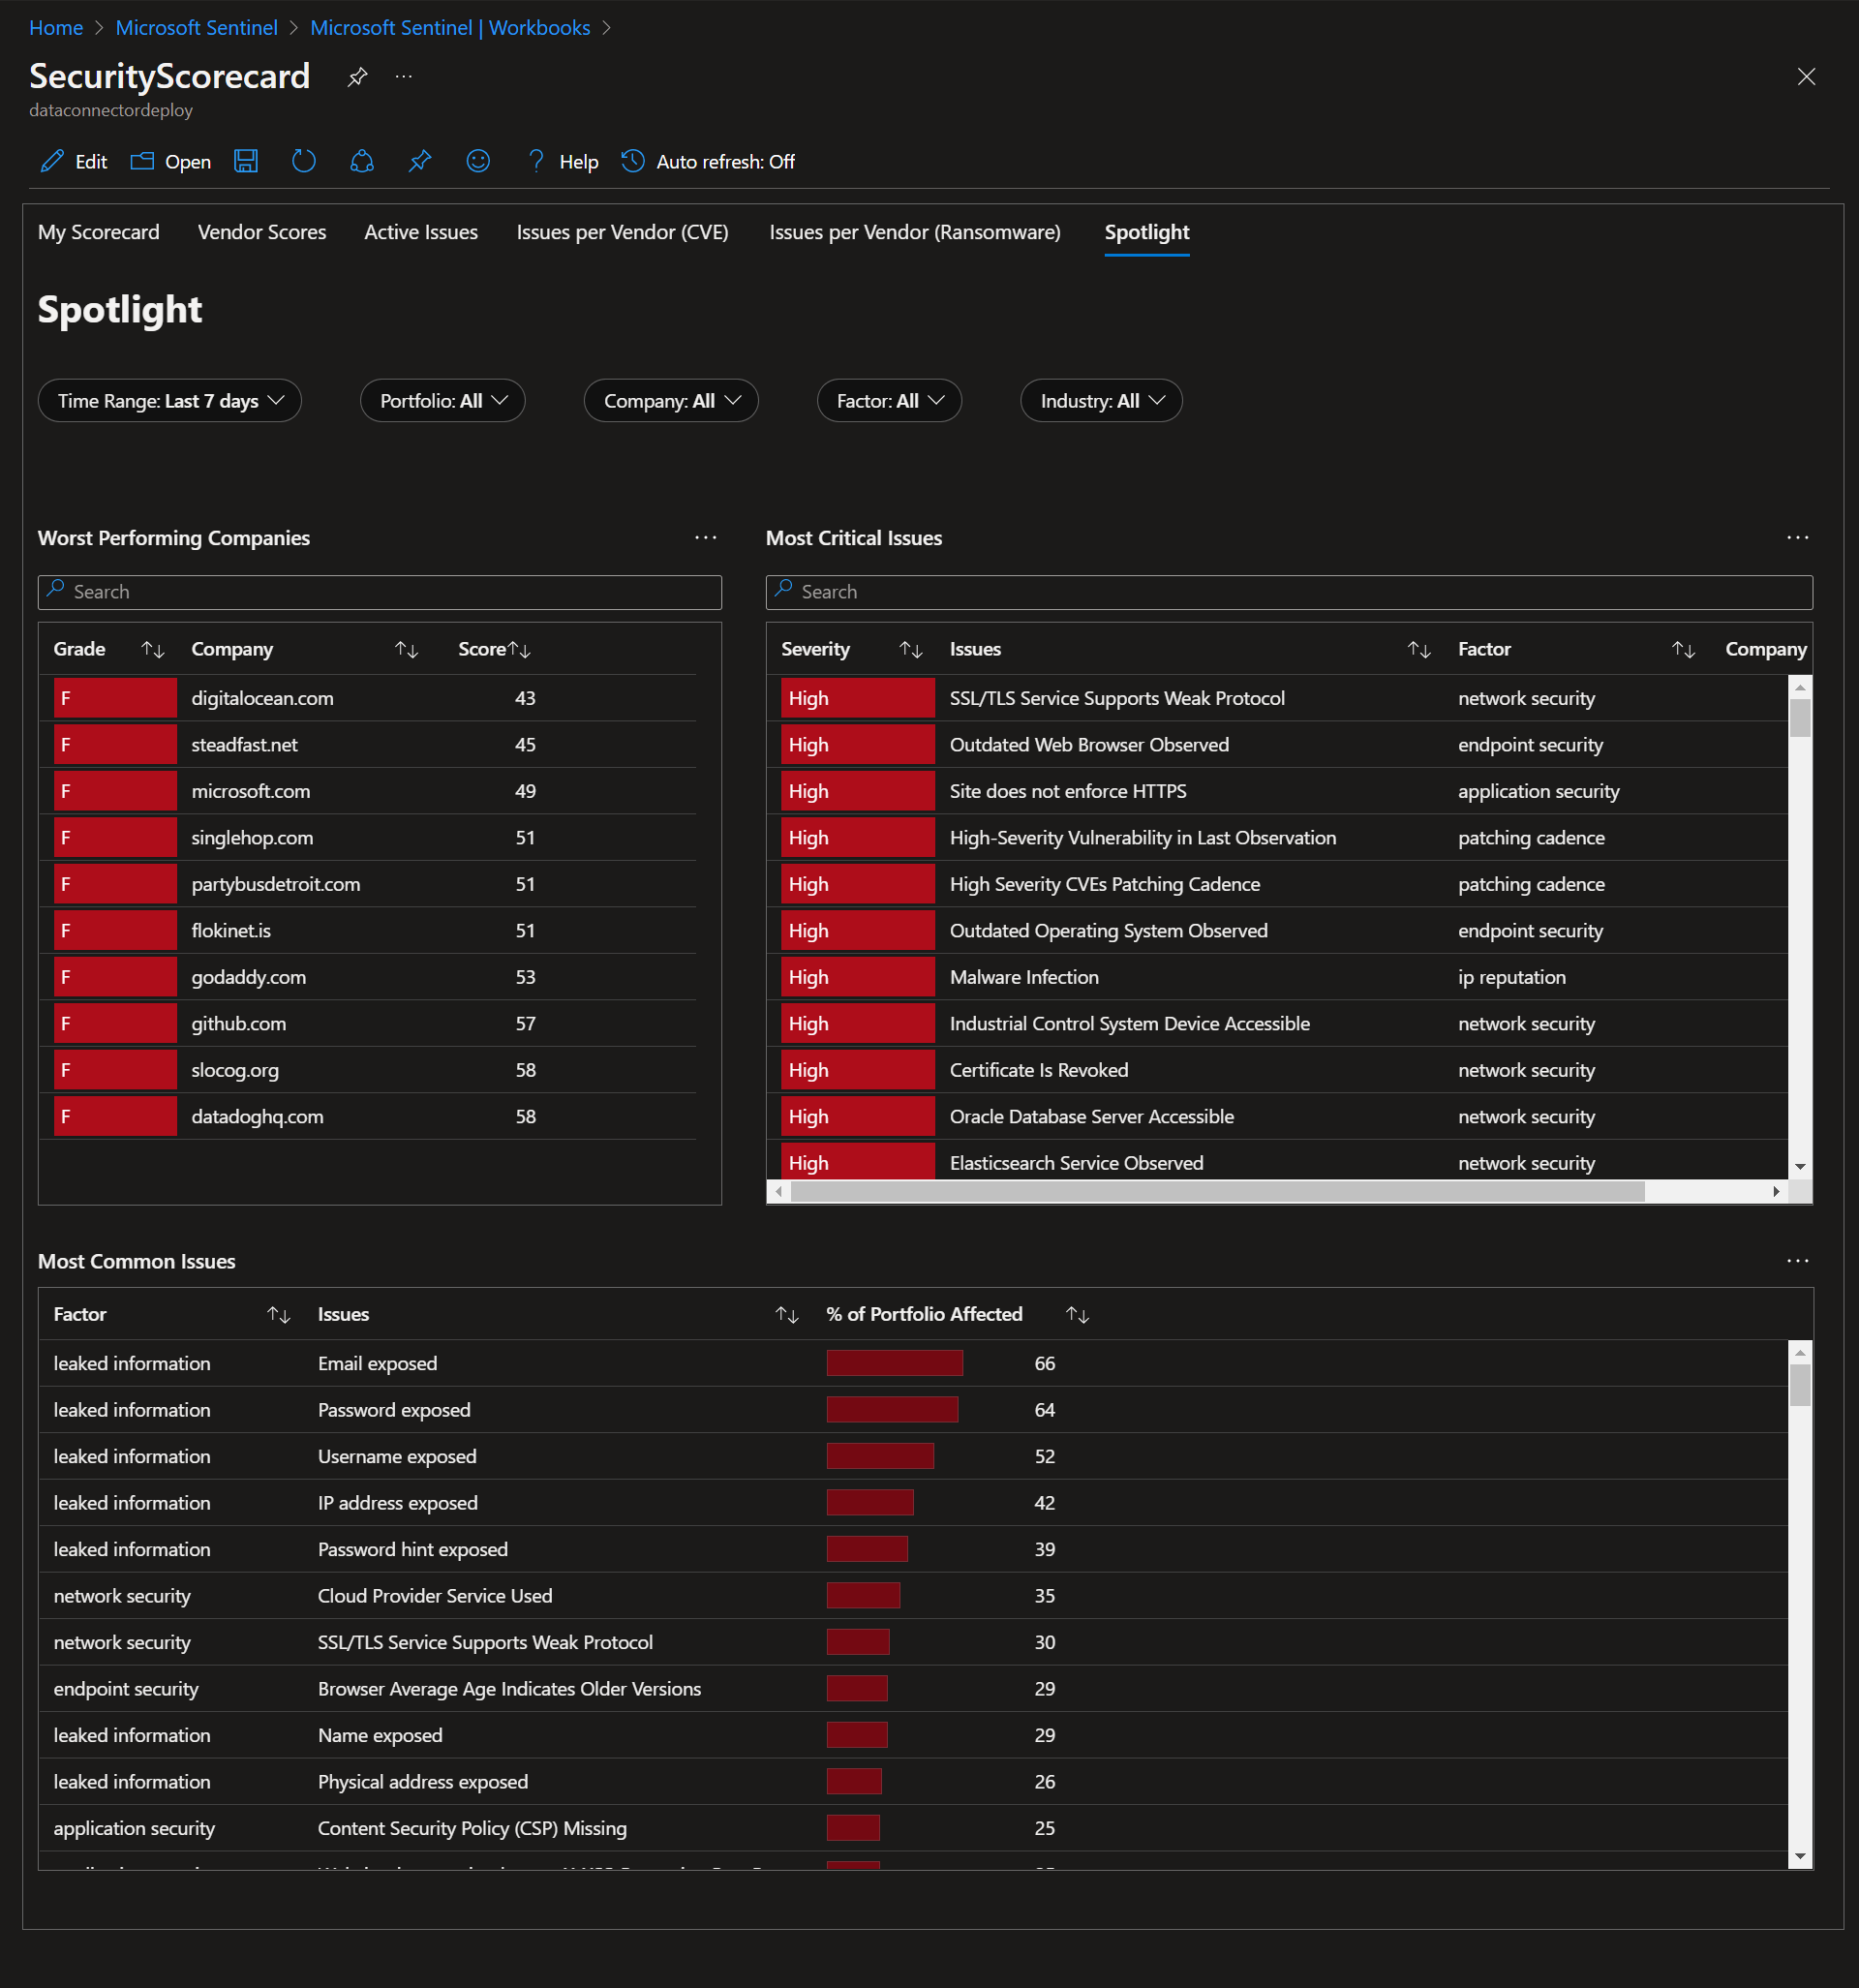 Home > Microsoft Sentinel > Microsoft Sentinel | Workbooks >
SecurityScorecard
dataconnectordeploy
Edit Open Help Auto refresh: Off
My Scorecard Vendor Scores Active Issues Issues per Vendor (CVE) Issues per Vendor (Ransomware) Spotlight
Spotlight
Time Range: Last 7 days Portfolio: All Company: All Factor: All Industry: All
Worst Performing Companies
Search
Grade Company Score
F digitalocean.com 43
F steadfast.net 45
F microsoft.com 49
F singlehop.com 51
F partybusdetroit.com 51
F flokinet.is 51
F godaddy.com 53
F github.com 57
F slocog.org 58
F datadoghq.com 58
Most Critical Issues
Search
Severity Issues Factor Company
High SSL/TLS Service Supports Weak Protocol network security
High Outdated Web Browser Observed endpoint security
High Site does not enforce HTTPS application security
High High-Severity Vulnerability in Last Observation patching cadence
High High Severity CVEs Patching Cadence patching cadence
High Outdated Operating System Observed endpoint security
High Malware Infection ip reputation
High Industrial Control System Device Accessible network security
High Certificate Is Revoked network security
High Oracle Database Server Accessible network security
High Elasticsearch Service Observed network security
Most Common Issues
Factor Issues % of Portfolio Affected
leaked information Email exposed 66
leaked information Password exposed 64
leaked information Username exposed 52
leaked information IP address exposed 42
leaked information Password hint exposed 39
network security Cloud Provider Service Used 35
network security SSL/TLS Service Supports Weak Protocol 30
endpoint security Browser Average Age Indicates Older Versions 29
leaked information Name exposed 29
leaked information Physical address exposed 26
application security Content Security Policy (CSP) Missing 25